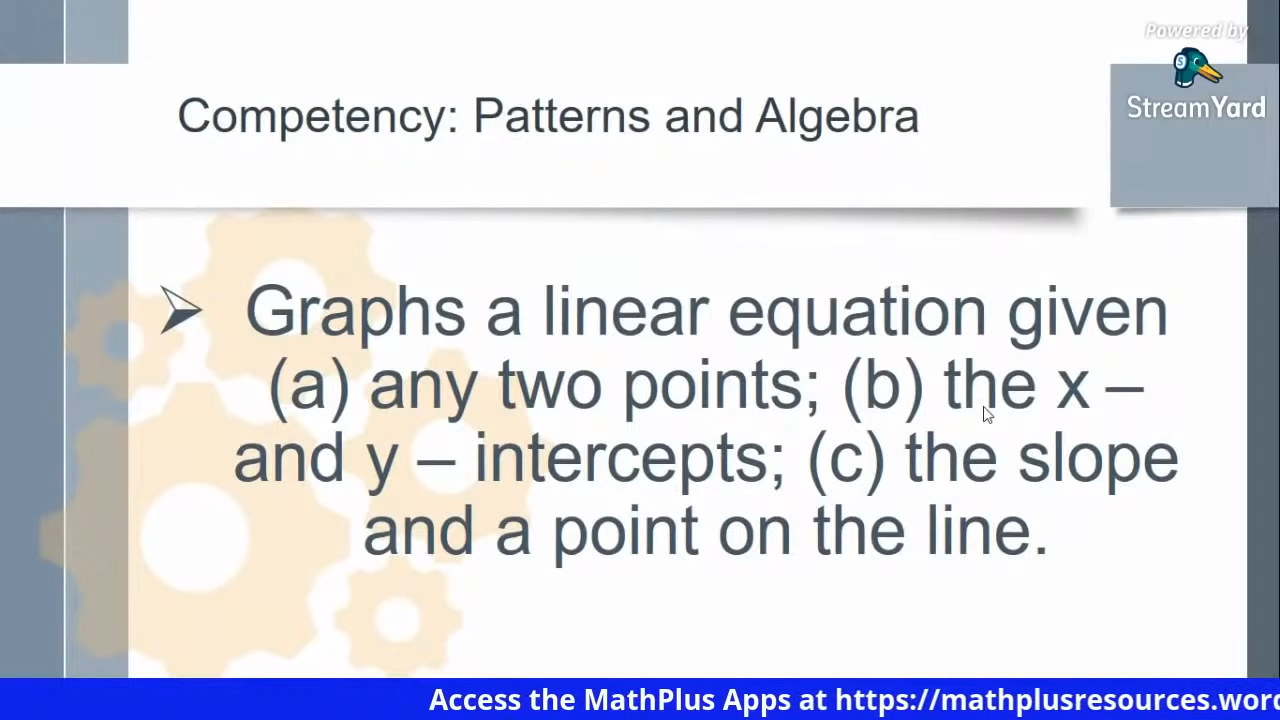 Powered by
StreamYard
Competency: Patterns and Algebra
Graphs a linear equation given
(a) any two points; (b) the x –
and y – intercepts; (c) the slope
and a point on the line.
Access the MathPlus Apps at https://mathplusresources.word